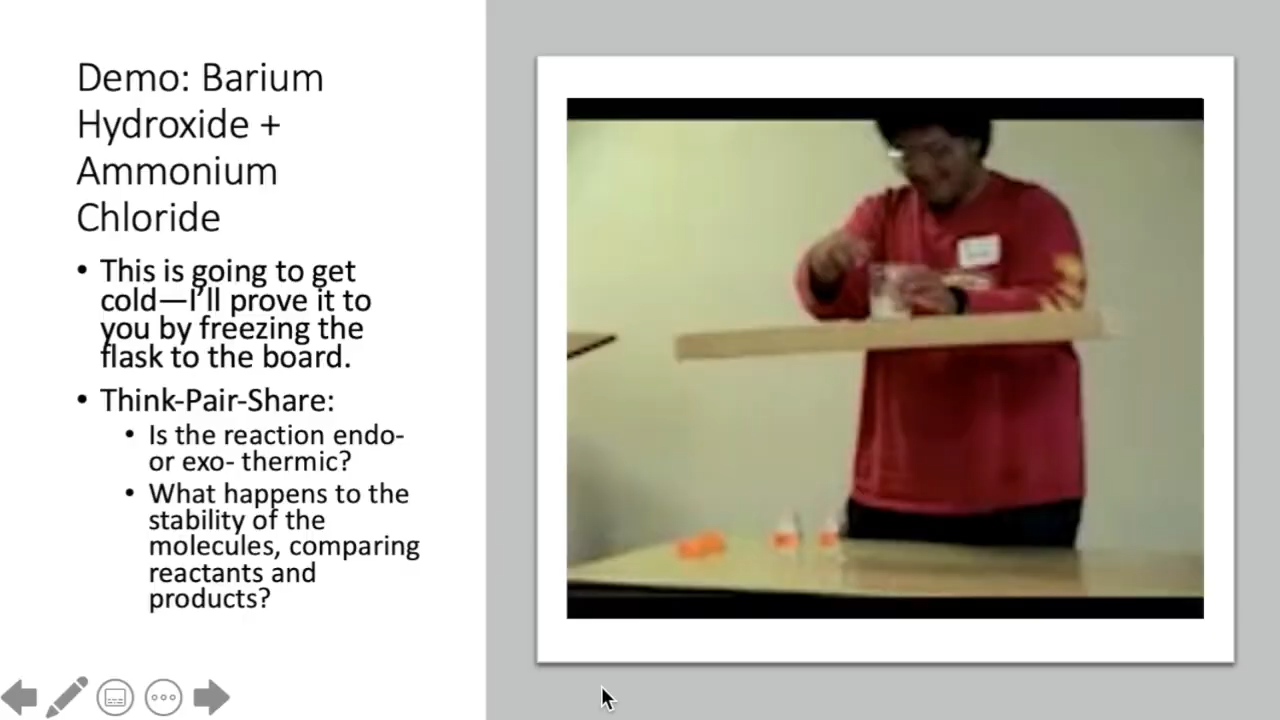 Demo: Barium
Hydroxide +
Ammonium
Chloride
• This is going to get
cold—I'll prove it to
you by freezing the
flask to the board.
• Think-Pair-Share:
• Is the reaction endo-
or exo- thermic?
• What happens to the
stability of the
molecules, comparing
reactants and
products?